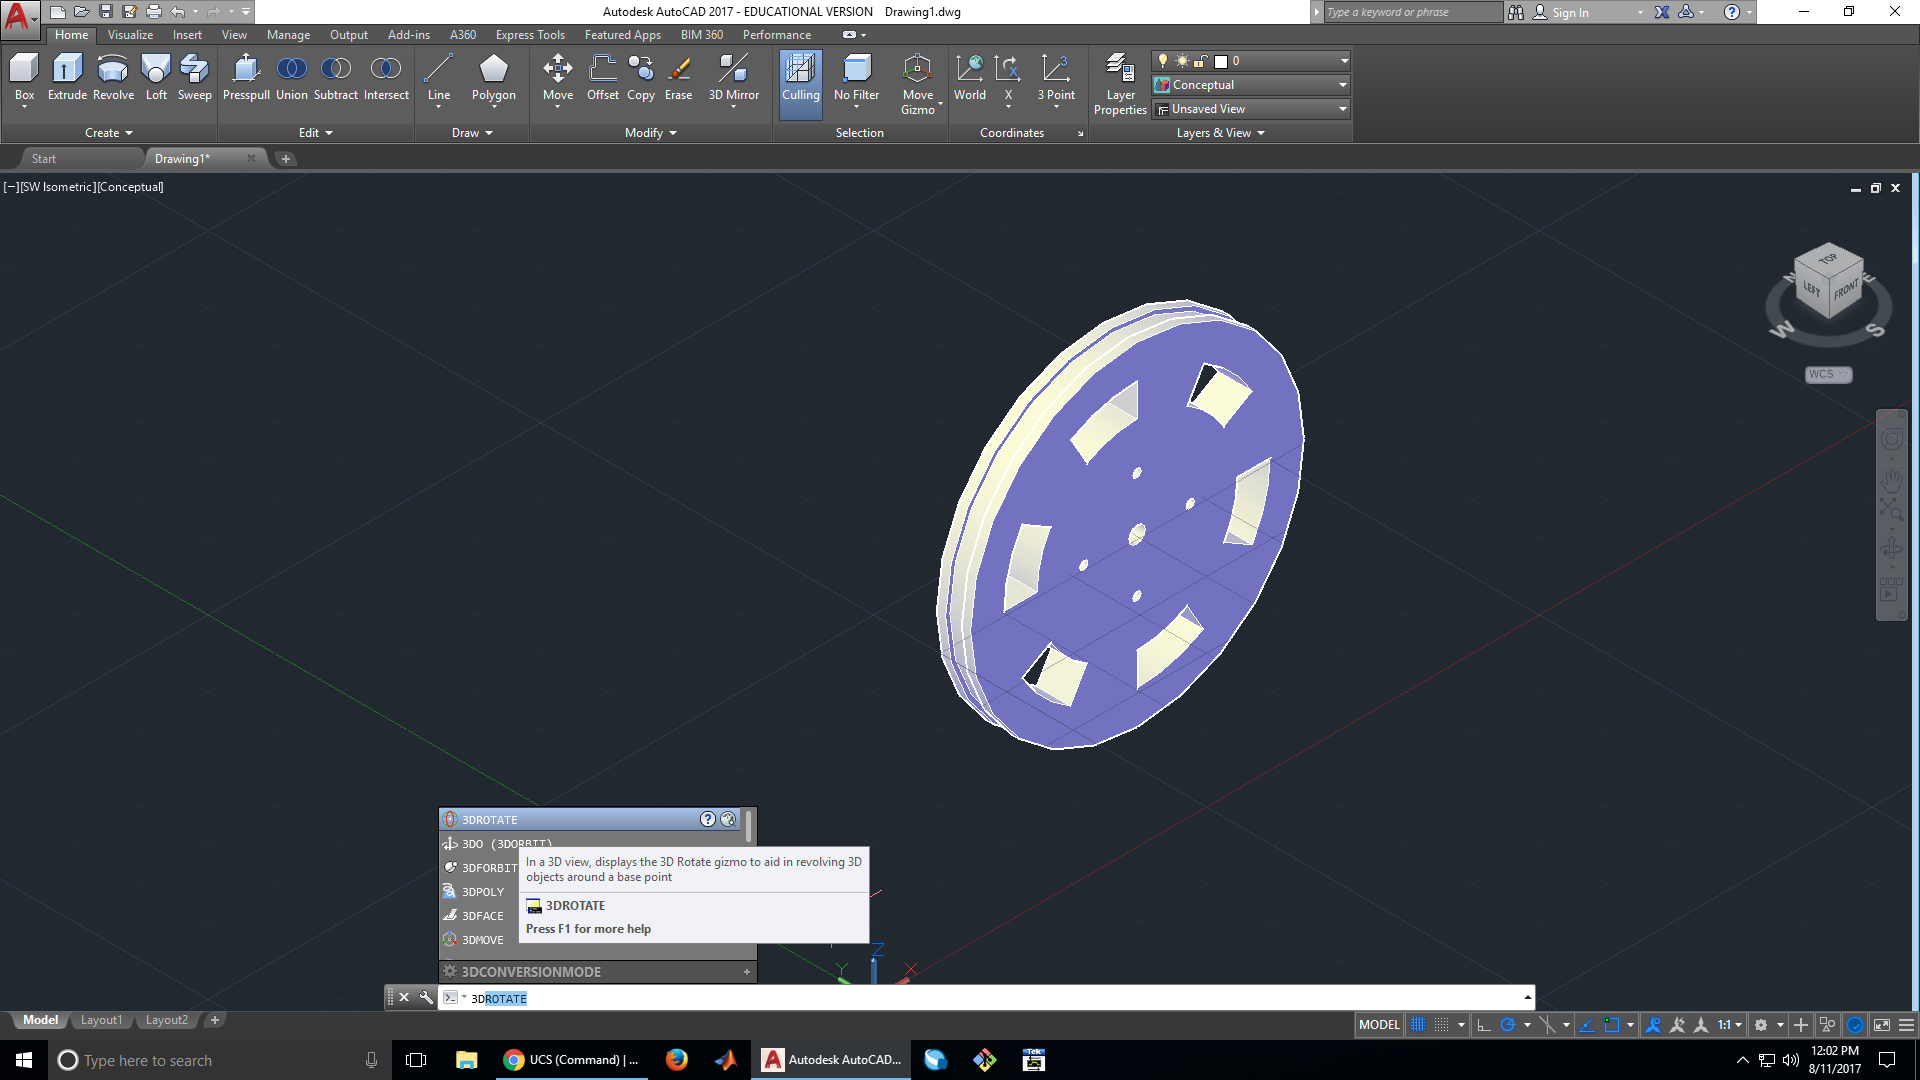 Autodesk AutoCAD 2017 - EDUCATIONAL VERSION Drawing1.dwg
Type a keyword or phrase
Sign In
Home Visualize Insert View Manage Output Add-ins A360 Express Tools Featured Apps BIM 360 Performance
Box Extrude Revolve Loft Sweep Presspull Union Subtract Intersect Line Polygon Move Offset Copy Erase 3D Mirror Culling No Filter Move Gizmo World X 3 Point Layer Properties
0
Conceptual
Unsaved View
Create Edit Draw Modify Selection Coordinates Layers & View
Start Drawing1*
[−][SW Isometric][Conceptual]
TOP
LEFT FRONT
W S
WCS
3DROTATE
3DO (3DORBIT)
3DFORBIT
3DPOLY
3DFACE
3DMOVE
3DCONVERSIONMODE
In a 3D view, displays the 3D Rotate gizmo to aid in revolving 3D
objects around a base point
3DROTATE
Press F1 for more help
Z
Y X
3DROTATE
Model Layout1 Layout2
MODEL 1:1
Type here to search
UCS (Command) | ...
Autodesk AutoCAD...
Tek
12:02 PM
8/11/2017